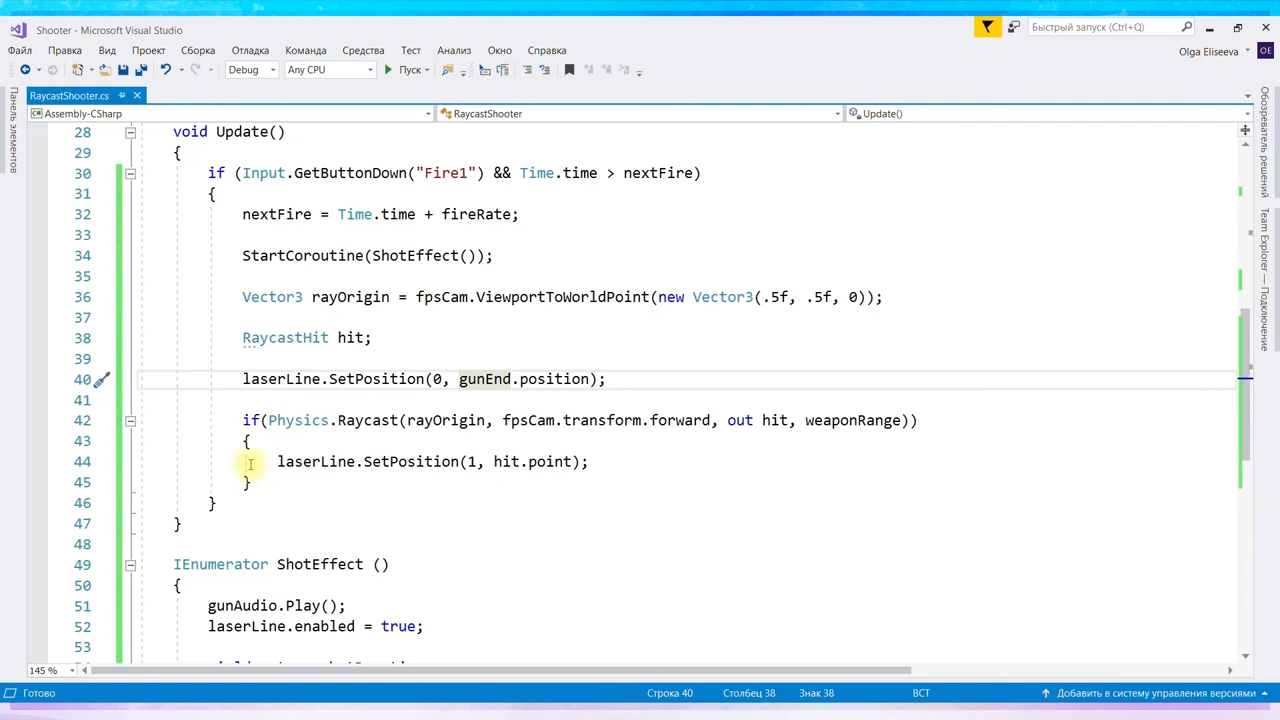 Shooter - Microsoft Visual Studio
Быстрый запуск (Ctrl+Q)
Файл Правка Вид Проект Сборка Отладка Команда Средства Тест Анализ Окно Справка
Olga Eliseeva OE
Debug Any CPU Пуск
Панель элементов
RaycastShooter.cs
Assembly-CSharp RaycastShooter Update()
28 void Update()
29 {
30 if (Input.GetButtonDown("Fire1") && Time.time > nextFire)
31 {
32 nextFire = Time.time + fireRate;
33
34 StartCoroutine(ShotEffect());
35
36 Vector3 rayOrigin = fpsCam.ViewportToWorldPoint(new Vector3(.5f, .5f, 0));
37
38 RaycastHit hit;
39
40 laserLine.SetPosition(0, gunEnd.position);
41
42 if(Physics.Raycast(rayOrigin, fpsCam.transform.forward, out hit, weaponRange))
43 {
44 laserLine.SetPosition(1, hit.point);
45 }
46 }
47 }
48
49 IEnumerator ShotEffect ()
50 {
51 gunAudio.Play();
52 laserLine.enabled = true;
53
Обозреватель решений
Team Explorer — Подключение
145 %
Готово Строка 40 Столбец 38 Знак 38 ВСТ Добавить в систему управления версиями